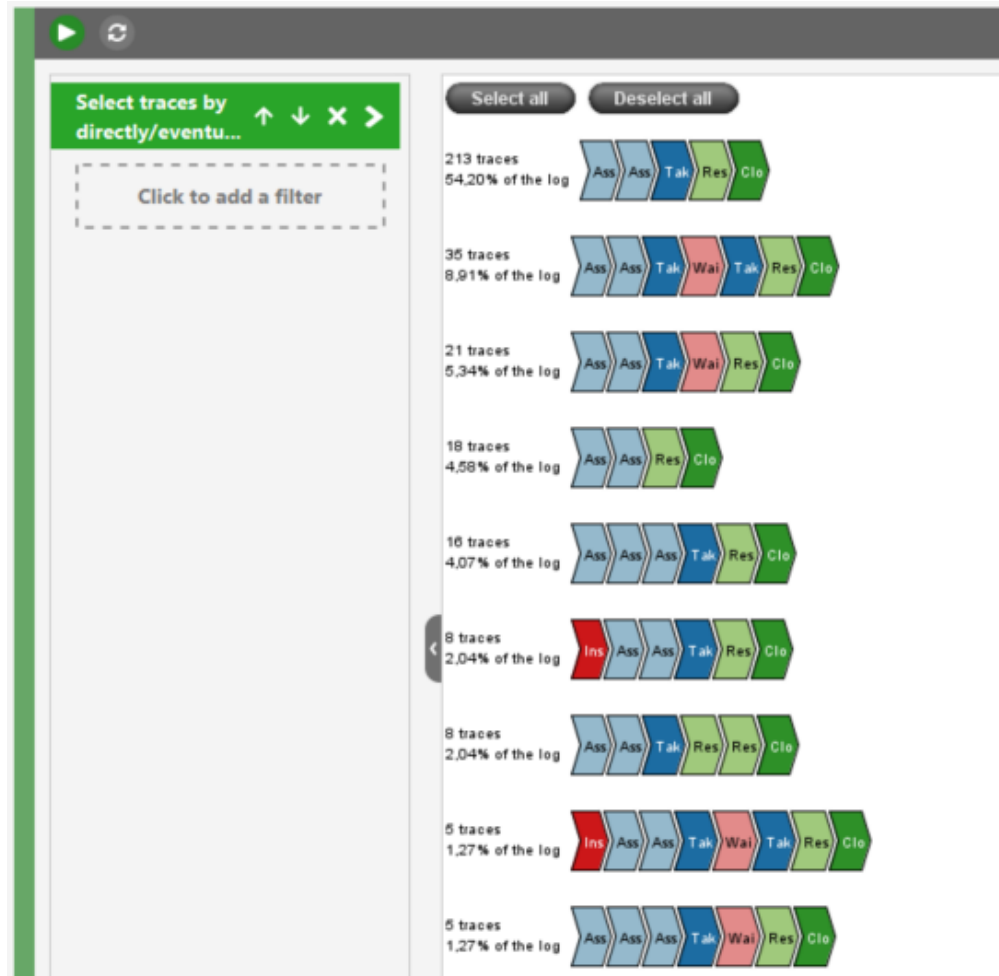 Select traces by
directly/eventu...
Click to add a filter
Select all Deselect all
213 traces
54,20% of the log
Ass Ass Tak Res Clo
35 traces
8,91% of the log
Ass Ass Tak Wai Tak Res Clo
21 traces
5,34% of the log
Ass Ass Tak Wai Res Clo
18 traces
4,58% of the log
Ass Ass Res Clo
16 traces
4,07% of the log
Ass Ass Ass Tak Res Clo
8 traces
2,04% of the log
Ins Ass Ass Tak Res Clo
8 traces
2,04% of the log
Ass Ass Tak Res Res Clo
5 traces
1,27% of the log
Ins Ass Ass Tak Wai Tak Res Clo
5 traces
1,27% of the log
Ass Ass Ass Tak Wai Res Clo